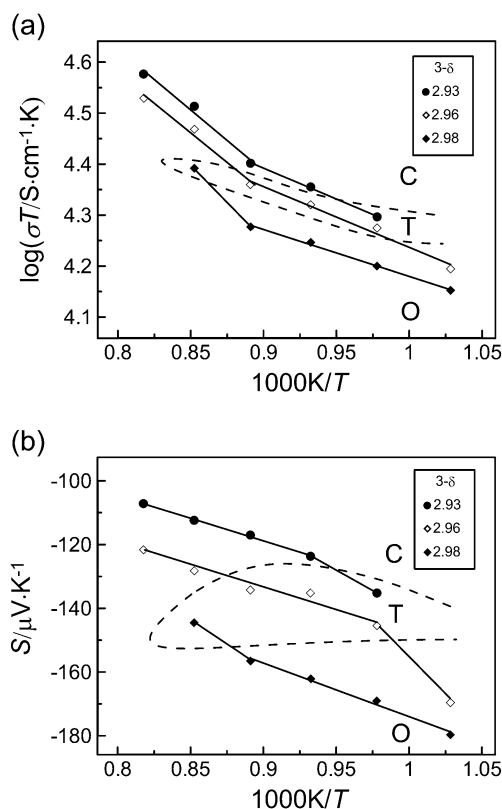 (a)
4.6
4.5
4.4
4.3
4.2
4.1
log(σT/S·cm⁻¹·K)
3-δ
2.93
2.96
2.98
C
T
O
0.8 0.85 0.9 0.95 1 1.05
1000K/T
(b)
-100
-120
-140
-160
-180
S/μV·K⁻¹
3-δ
2.93
2.96
2.98
C
T
O
0.8 0.85 0.9 0.95 1 1.05
1000K/T